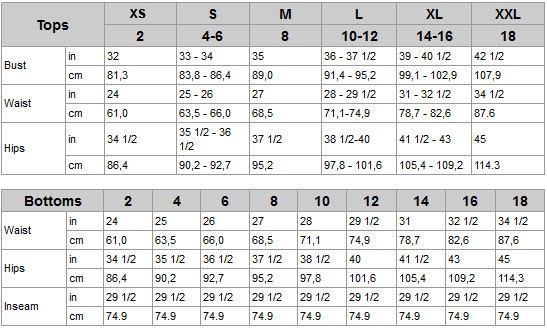 Tops XS S M L XL XXL
2 4-6 8 10-12 14-16 18
Bust in 32 33 - 34 35 36 - 37 1/2 39 - 40 1/2 42 1/2
cm 81,3 83,8 - 86,4 89,0 91,4 - 95,2 99,1 - 102,9 107,9
Waist in 24 25 - 26 27 28 - 29 1/2 31 - 32 1/2 34 1/2
cm 61,0 63,5 - 66,0 68,5 71,1-74,9 78,7 - 82,6 87.6
Hips in 34 1/2 35 1/2 - 36 1/2 37 1/2 38 1/2-40 41 1/2 - 43 45
cm 86,4 90,2 - 92,7 95,2 97,8 - 101,6 105,4 - 109,2 114.3
Bottoms 2 4 6 8 10 12 14 16 18
Waist in 24 25 26 27 28 29 1/2 31 32 1/2 34 1/2
cm 61,0 63,5 66,0 68,5 71,1 74,9 78,7 82,6 87,6
Hips in 34 1/2 35 1/2 36 1/2 37 1/2 38 1/2 40 41 1/2 43 45
cm 86,4 90,2 92,7 95,2 97,8 101,6 105,4 109,2 114,3
Inseam in 29 1/2 29 1/2 29 1/2 29 1/2 29 1/2 29 1/2 29 1/2 29 1/2 29 1/2
cm 74.9 74.9 74.9 74.9 74.9 74.9 74.9 74.9 74.9